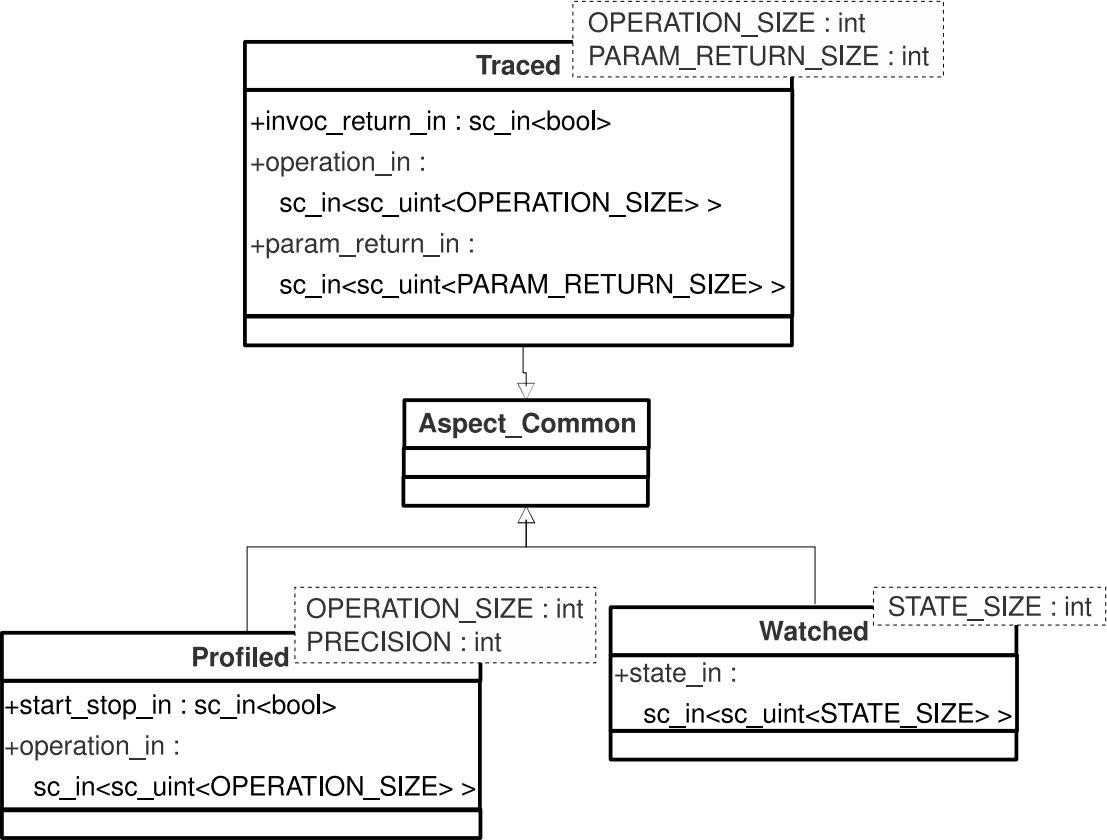 OPERATION_SIZE : int
PARAM_RETURN_SIZE : int
Traced
+invoc_return_in : sc_in<bool>
+operation_in :
sc_in<sc_uint<OPERATION_SIZE> >
+param_return_in :
sc_in<sc_uint<PARAM_RETURN_SIZE> >
Aspect_Common
OPERATION_SIZE : int
PRECISION : int
Profiled
+start_stop_in : sc_in<bool>
+operation_in :
sc_in<sc_uint<OPERATION_SIZE> >
STATE_SIZE : int
Watched
+state_in :
sc_in<sc_uint<STATE_SIZE> >